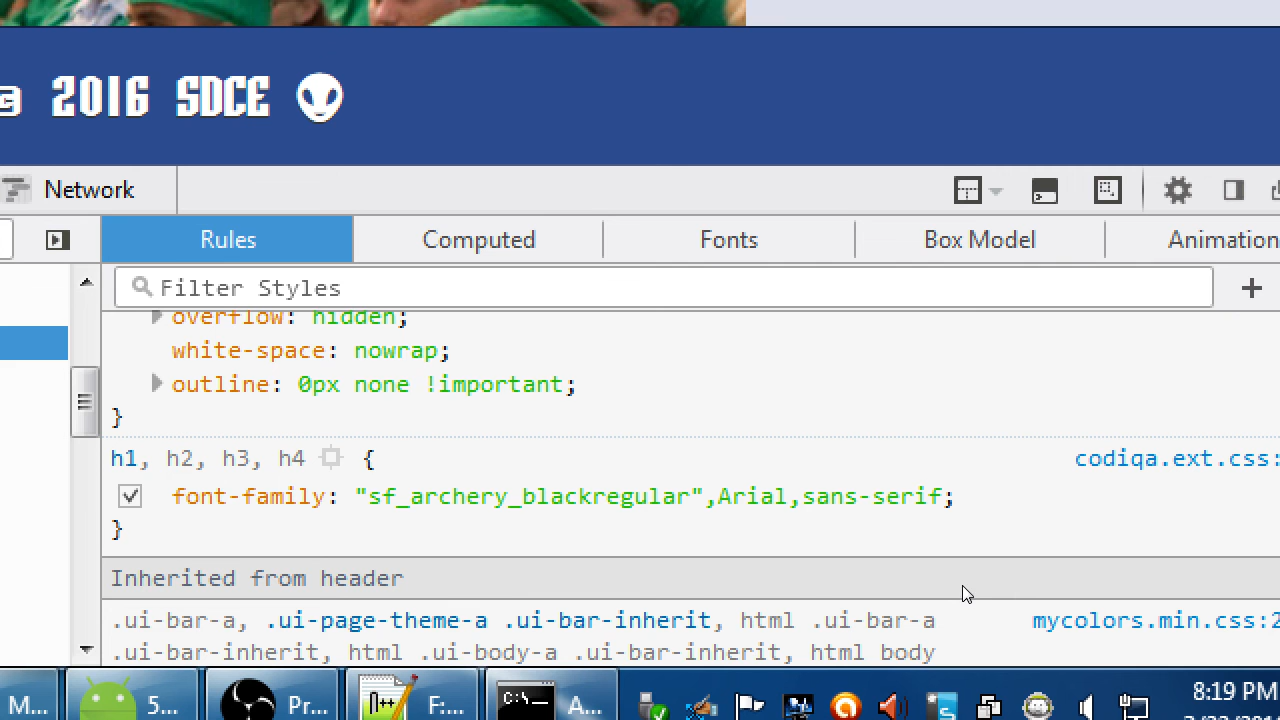 2016 SDCE
Network
Rules Computed Fonts Box Model Animation
Filter Styles +
overflow: hidden;
white-space: nowrap;
outline: 0px none !important;
}
h1, h2, h3, h4 { codiqa.ext.css:
font-family: "sf_archery_blackregular",Arial,sans-serif;
}
Inherited from header
.ui-bar-a, .ui-page-theme-a .ui-bar-inherit, html .ui-bar-a mycolors.min.css:2
.ui-bar-inherit, html .ui-body-a .ui-bar-inherit, html body
M... 5... Pr... F:... C:\ A... 8:19 PM